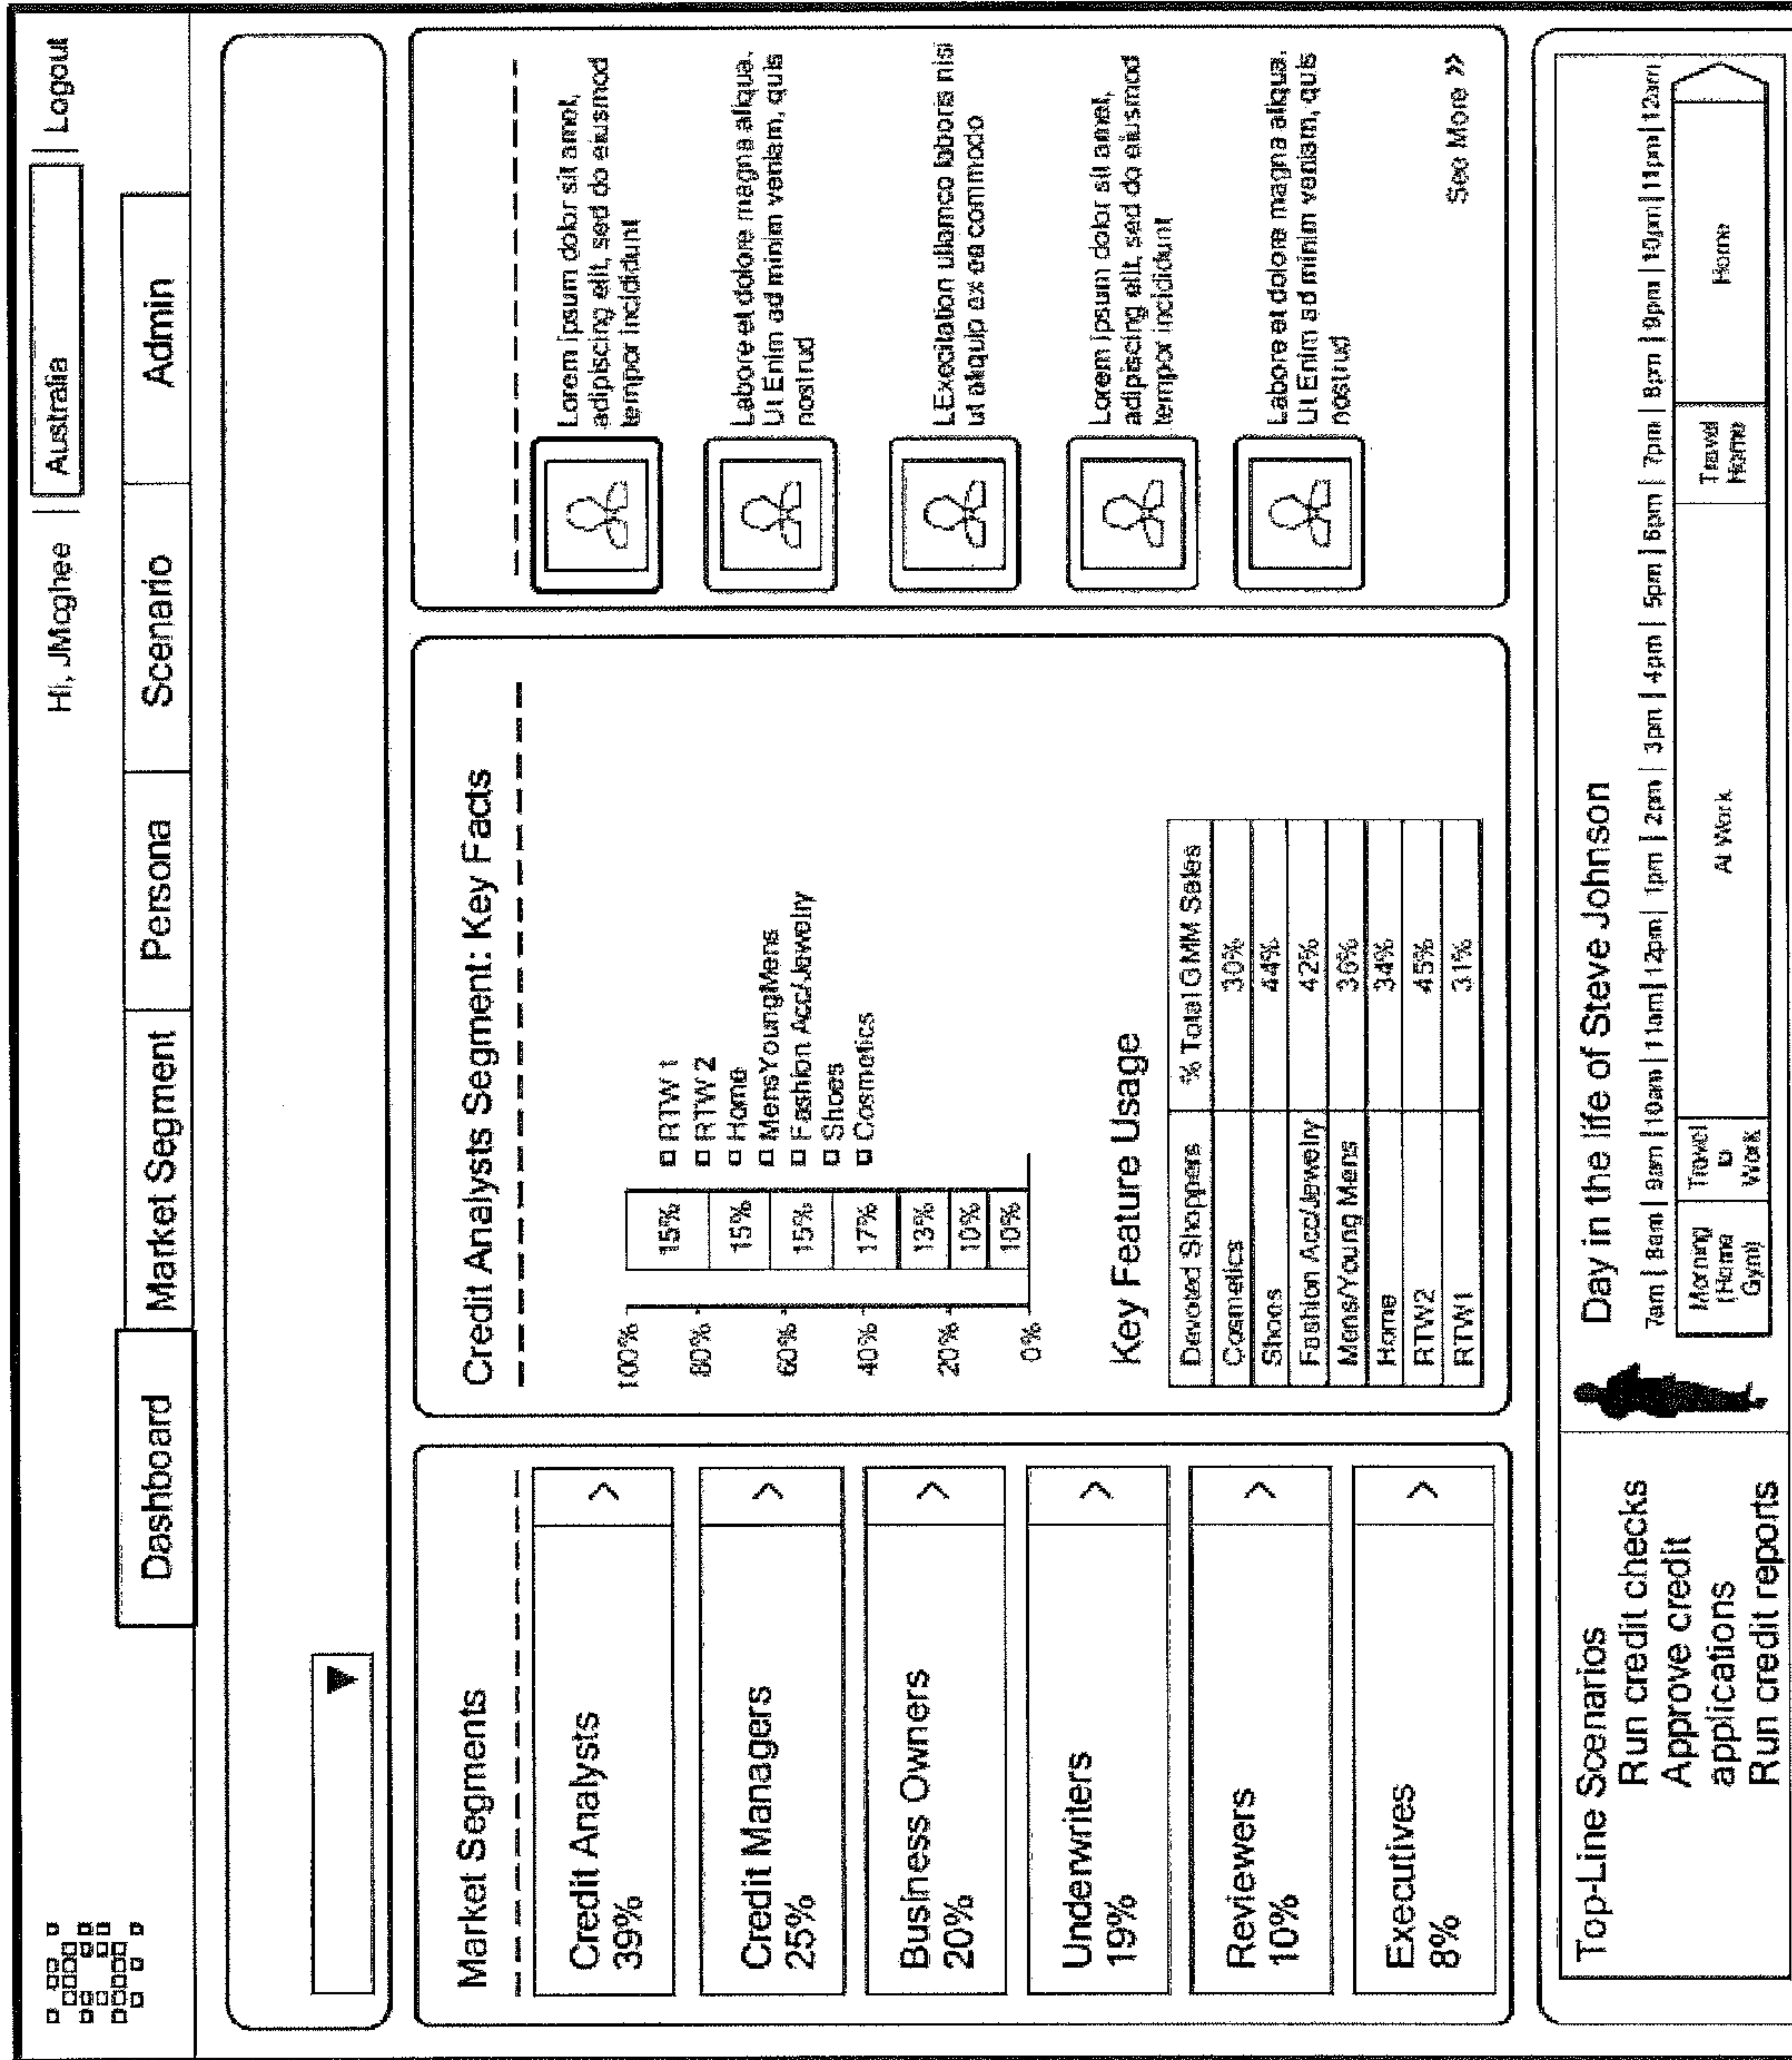 Hi, JMcghee | Australia | Logout
Dashboard
Market Segment
Persona
Scenario
Admin
Market Segments
Credit Analysts
39%
>
Credit Managers
25%
>
Business Owners
20%
>
Underwriters
19%
>
Reviewers
10%
>
Executives
8%
>
Credit Analysts Segment: Key Facts
100%
80%
60%
40%
20%
0%
15%
15%
15%
17%
13%
10%
10%
RTW 1
RTW 2
Home
MensYoungMens
Fashion Acc/Jewelry
Shoes
Cosmetics
Key Feature Usage
Devoted Shoppers % Total GMM Sales
Cosmetics 30%
Shoes 44%
Fashion Acc/Jewelry 42%
Mens/Young Mens 36%
Home 34%
RTW2 45%
RTW1 31%
Lorem ipsum dolor sit amet,
adipiscing elit, sed do eiusmod
tempor incididunt
Labore et dolore magna aliqua.
Ut Enim ad minim veniam, quis
nostrud
LExecitation ullamco laboris nisi
ut aliquip ex ea commodo
Lorem ipsum dolor sit amet,
adipiscing elit, sed do eiusmod
tempor incididunt
Labore et dolore magna aliqua.
Ut Enim ad minim veniam, quis
nostrud
See More >>
Top-Line Scenarios
Run credit checks
Approve credit
applications
Run credit reports
Day in the life of Steve Johnson
7am | 8am | 9am | 10am | 11am | 12pm | 1pm | 2pm | 3pm | 4pm | 5pm | 6pm | 7pm | 8pm | 9pm | 10pm | 11pm | 12am
Morning
(Home
Gym)
Travel
to
Work
At Work
Travel
Home
Home